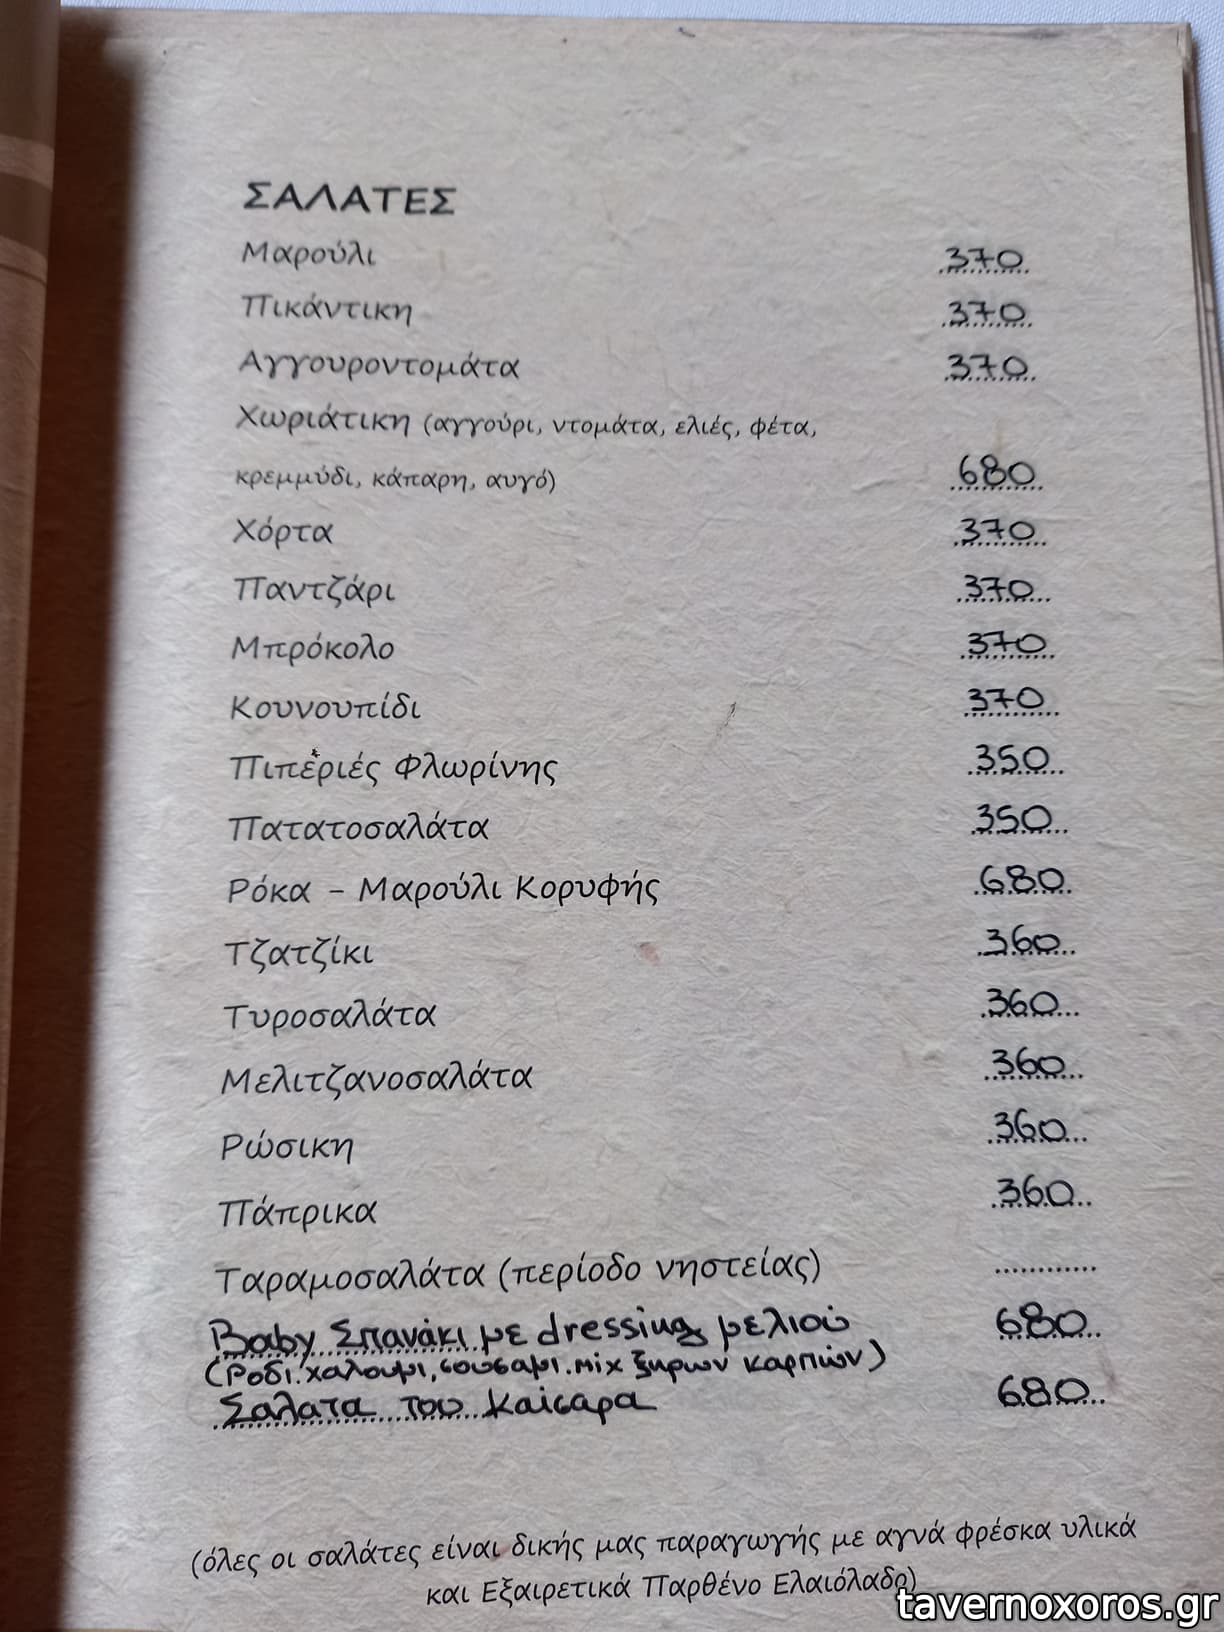 ΣΑΛΑΤΕΣ
Μαρούλι 370
Πικάντικη 370
Αγγουροντομάτα 370
Χωριάτικη (αγγούρι, ντομάτα, ελιές, φέτα,
κρεμμύδι, κάπαρη, αυγό) 680
Χόρτα 370
Παντζάρι 370
Μπρόκολο 370
Κουνουπίδι 370
Πιπεριές Φλωρίνης 350
Πατατοσαλάτα 350
Ρόκα – Μαρούλι Κορυφής 680
Τζατζίκι 360
Τυροσαλάτα 360
Μελιτζανοσαλάτα 360
Ρώσικη 360
Πάπρικα 360
Ταραμοσαλάτα (περίοδο νηστείας) ............
Baby Σπανάκι με dressing μελιού 680
(Ροδι. χαλουμι, σουσαμι. mix ξηρων καρπιών)
Σαλατα του Καίσαρα 680
(όλες οι σαλάτες είναι δικής μας παραγωγής με αγνά φρέσκα υλικά
και Εξαιρετικά Παρθένο Ελαιόλαδο)
tavernoxoros.gr